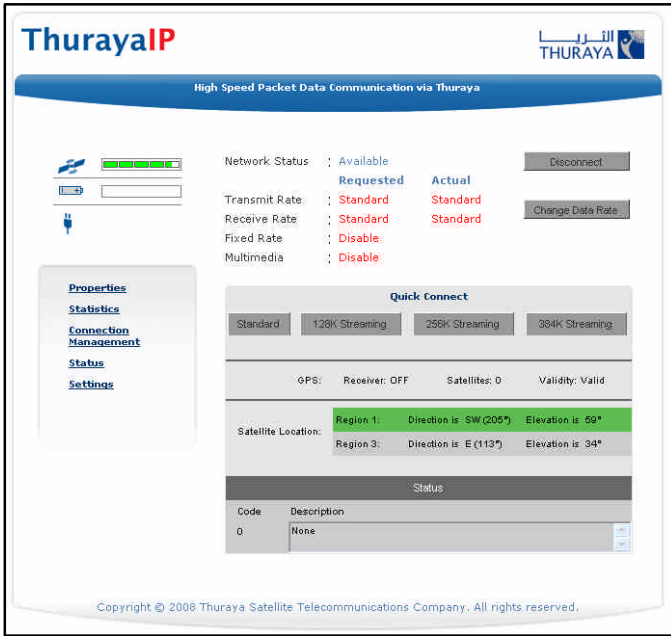 ThurayaIP
الثريا
THURAYA
High Speed Packet Data Communication via Thuraya
Network Status : Available
Disconnect
Requested Actual
Transmit Rate : Standard Standard
Change Data Rate
Receive Rate : Standard Standard
Fixed Rate : Disable
Multimedia : Disable
Properties
Statistics
Connection
Management
Status
Settings
Quick Connect
Standard 128K Streaming 256K Streaming 384K Streaming
GPS: Receiver: OFF Satellites: 0 Validity: Valid
Satellite Location:
Region 1: Direction is SW (205°) Elevation is 59°
Region 3: Direction is E (113°) Elevation is 34°
Status
Code Description
0 None
Copyright © 2008 Thuraya Satellite Telecommunications Company. All rights reserved.